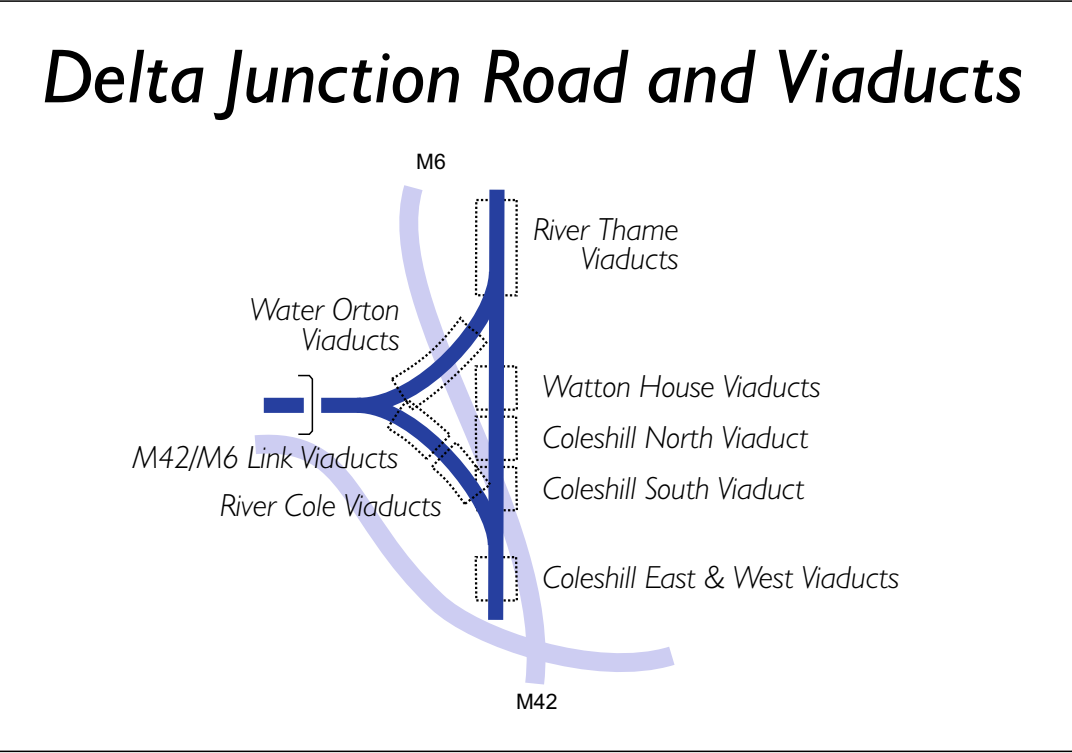 Delta Junction Road and Viaducts
M6
River Thame
Viaducts
Water Orton
Viaducts
Watton House Viaducts
Coleshill North Viaduct
M42/M6 Link Viaducts
Coleshill South Viaduct
River Cole Viaducts
Coleshill East & West Viaducts
M42